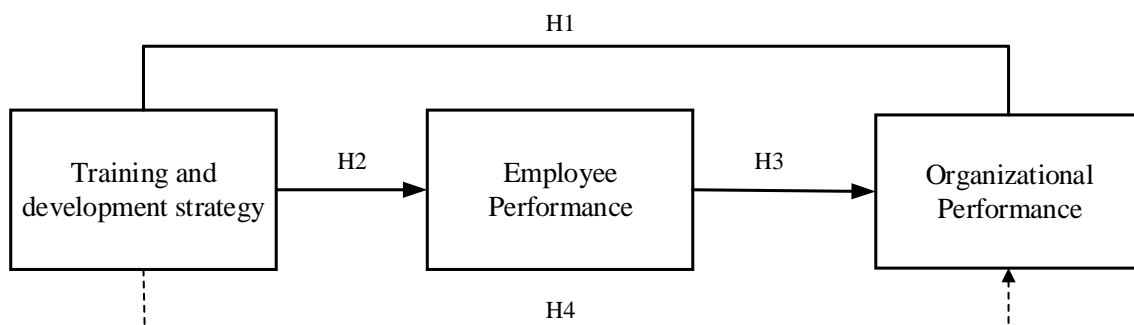 H1
Training and
development strategy
H2
Employee
Performance
H3
Organizational
Performance
H4